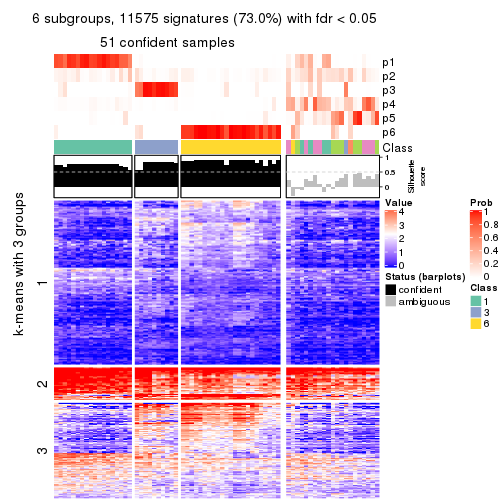 6 subgroups, 11575 signatures (73.0%) with fdr < 0.05
51 confident samples
p1
p2
p3
p4
p5
p6
Class
1
0.5
0
Silhouette
score
k-means with 3 groups
1
2
3
Value
4
3
2
1
0
Status (barplots)
confident
ambiguous
Prob
1
0.8
0.6
0.4
0.2
0
Class
1
3
6